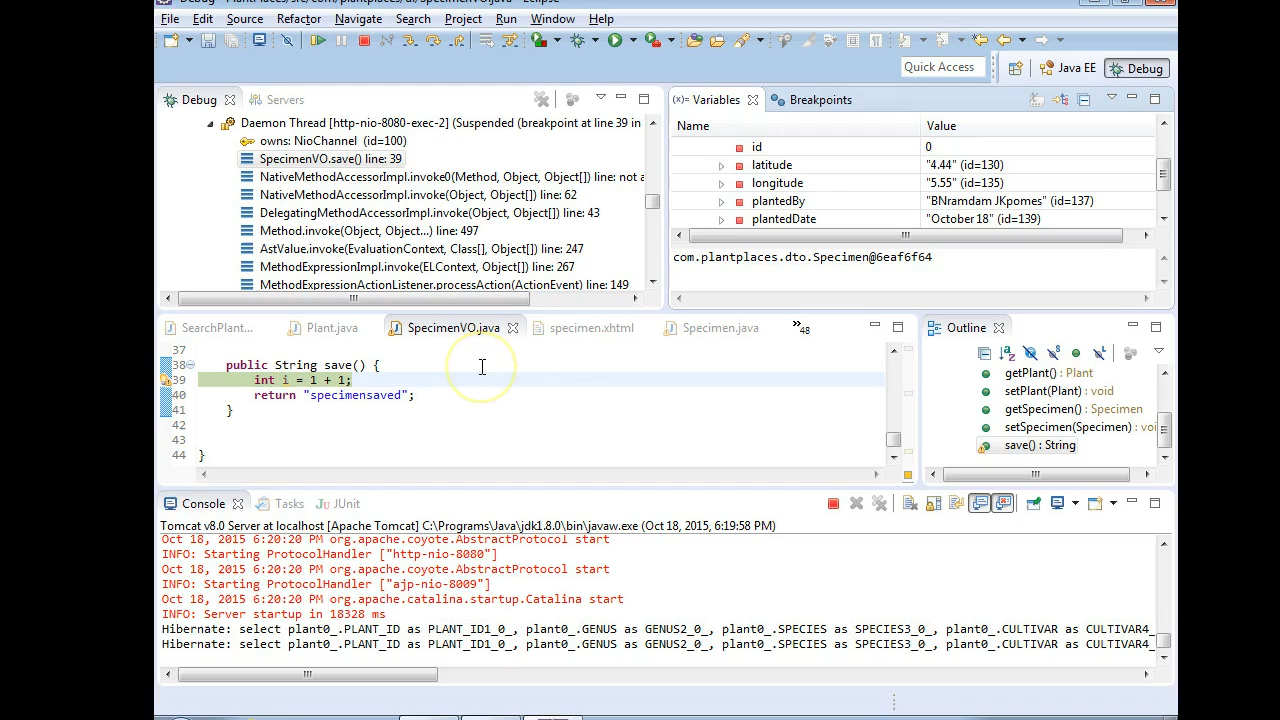 File Edit Source Refactor Navigate Search Project Run Window Help
Quick Access
Java EE
Debug
Debug
Servers
Daemon Thread [http-nio-8080-exec-2] (Suspended (breakpoint at line 39 in
owns: NioChannel (id=100)
SpecimenVO.save() line: 39
NativeMethodAccessorImpl.invoke0(Method, Object, Object[]) line: not a
NativeMethodAccessorImpl.invoke(Object, Object[]) line: 62
DelegatingMethodAccessorImpl.invoke(Object, Object[]) line: 43
Method.invoke(Object, Object...) line: 497
AstValue.invoke(EvaluationContext, Class[], Object[]) line: 247
MethodExpressionImpl.invoke(ELContext, Object[]) line: 267
MethodExpressionActionListener.processAction(ActionEvent) line: 149
(x)= Variables
Breakpoints
Name Value
id 0
latitude "4.44" (id=130)
longitude "5.55" (id=135)
plantedBy "BNramdam JKpomes" (id=137)
plantedDate "October 18" (id=139)
com.plantplaces.dto.Specimen@6eaf6f64
SearchPlant...
Plant.java
SpecimenVO.java
specimen.xhtml
Specimen.java
»48
37
38 public String save() {
39 int i = 1 + 1;
40 return "specimensaved";
41 }
42
43
44 }
Outline
getPlant() : Plant
setPlant(Plant) : void
getSpecimen() : Specimen
setSpecimen(Specimen) : voi
save() : String
Console
Tasks
JUnit
Tomcat v8.0 Server at localhost [Apache Tomcat] C:\Programs\Java\jdk1.8.0\bin\javaw.exe (Oct 18, 2015 6:19:58 PM)
Oct 18, 2015 6:20:20 PM org.apache.coyote.AbstractProtocol start
INFO: Starting ProtocolHandler ["http-nio-8080"]
Oct 18, 2015 6:20:20 PM org.apache.coyote.AbstractProtocol start
INFO: Starting ProtocolHandler ["ajp-nio-8009"]
Oct 18, 2015 6:20:20 PM org.apache.catalina.startup.Catalina start
INFO: Server startup in 18328 ms
Hibernate: select plant0_.PLANT_ID as PLANT_ID1_0_, plant0_.GENUS as GENUS2_0_, plant0_.SPECIES as SPECIES3_0_, plant0_.CULTIVAR as CULTIVAR4_
Hibernate: select plant0_.PLANT_ID as PLANT_ID1_0_, plant0_.GENUS as GENUS2_0_, plant0_.SPECIES as SPECIES3_0_, plant0_.CULTIVAR as CULTIVAR4_